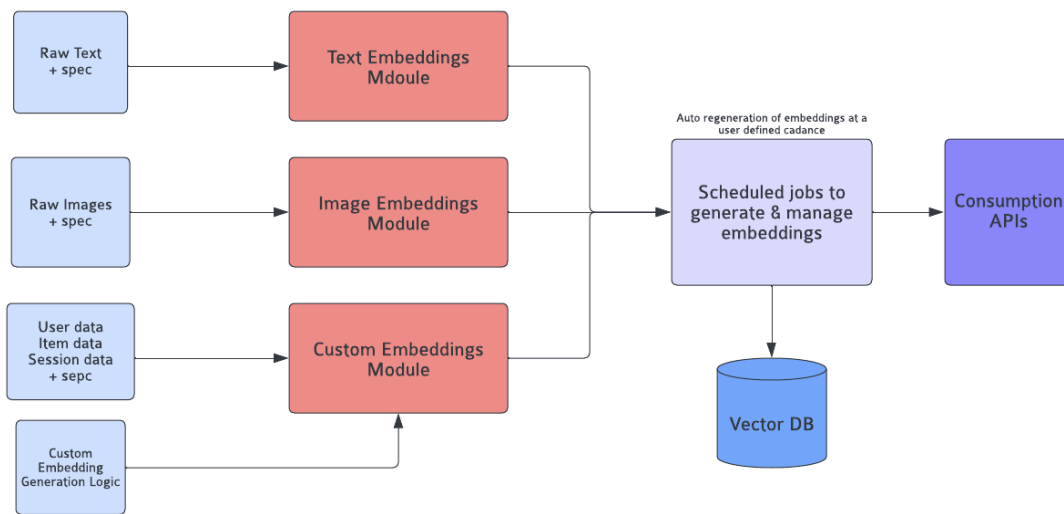 Raw Text
+ spec
Text Embeddings
Mdoule
Raw Images
+ spec
Image Embeddings
Module
User data
Item data
Session data
+ sepc
Custom Embeddings
Module
Custom
Embedding
Generation Logic
Auto regeneration of embeddings at a
user defined cadance
Scheduled jobs to
generate & manage
embeddings
Vector DB
Consumption
APIs